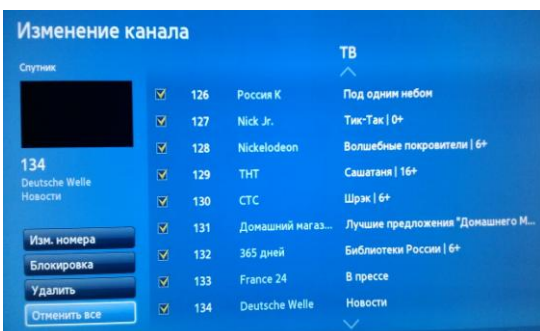 Изменение канала
ТВ
Спутник
134
Deutsche Welle
Новости
Изм. номера
Блокировка
Удалить
Отменить все
126 Россия К Под одним небом
127 Nick Jr. Тик-Так | 0+
128 Nickelodeon Волшебные покровители | 6+
129 ТНТ Сашатаня | 16+
130 СТС Шрэк | 6+
131 Домашний магаз... Лучшие предложения "Домашнего М...
132 365 дней Библиотеки России | 6+
133 France 24 В прессе
134 Deutsche Welle Новости